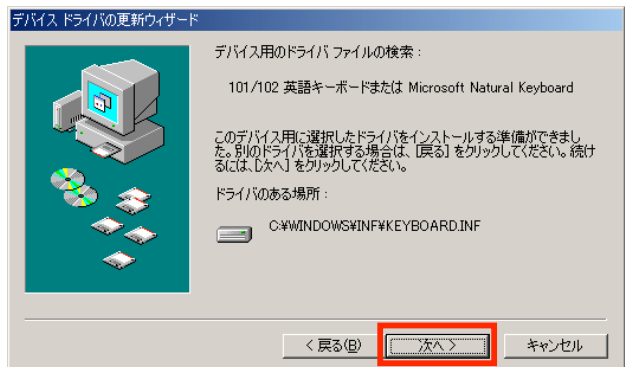 デバイス ドライバの更新ウィザード
デバイス用のドライバ ファイルの検索：
101/102 英語キーボードまたは Microsoft Natural Keyboard
このデバイス用に選択したドライバをインストールする準備ができまし
た。別のドライバを選択する場合は、[戻る] をクリックしてください。続け
るには、[次へ] をクリックしてください。
ドライバのある場所：
C:¥WINDOWS¥INF¥KEYBOARD.INF
< 戻る(B)
次へ >
キャンセル